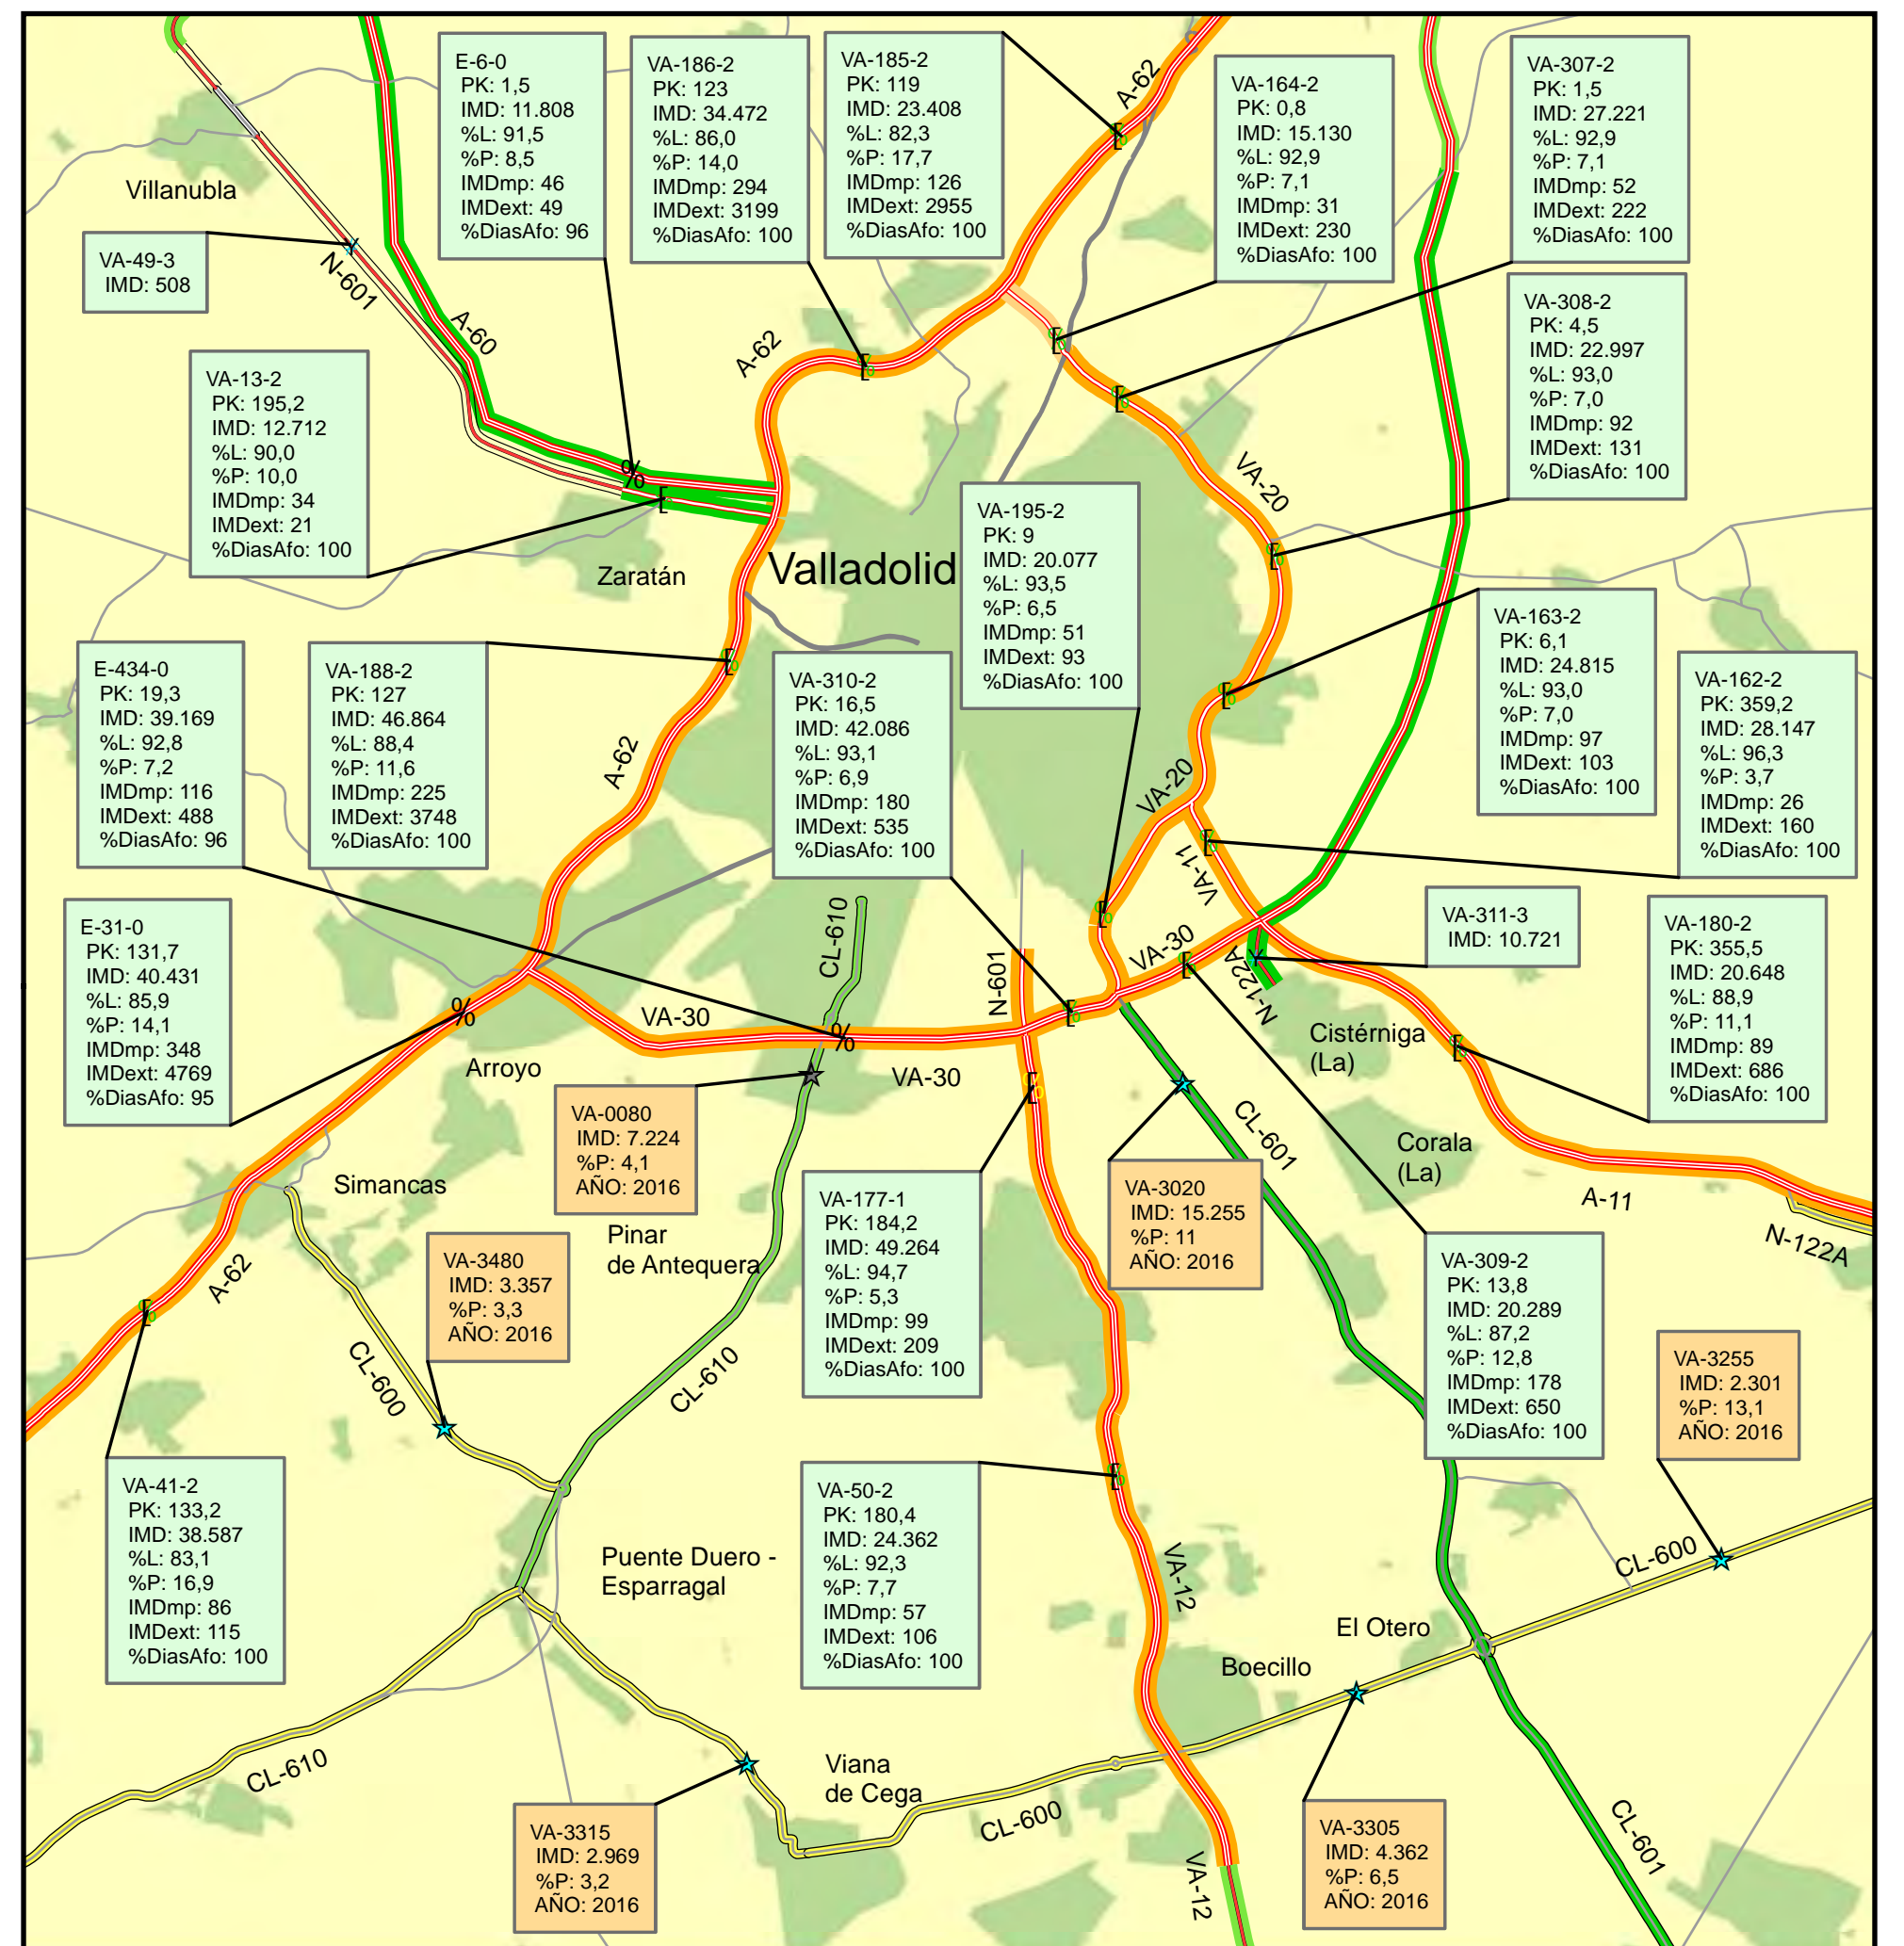 E-6-0
PK: 1,5
IMD: 11.808
%L: 91,5
%P: 8,5
IMDmp: 46
IMDext: 49
%DiasAfo: 96
VA-186-2
PK: 123
IMD: 34.472
%L: 86,0
%P: 14,0
IMDmp: 294
IMDext: 3199
%DiasAfo: 100
VA-185-2
PK: 119
IMD: 23.408
%L: 82,3
%P: 17,7
IMDmp: 126
IMDext: 2955
%DiasAfo: 100
A-62
VA-164-2
PK: 0,8
IMD: 15.130
%L: 92,9
%P: 7,1
IMDmp: 31
IMDext: 230
%DiasAfo: 100
VA-307-2
PK: 1,5
IMD: 27.221
%L: 92,9
%P: 7,1
IMDmp: 52
IMDext: 222
%DiasAfo: 100
Villanubla
VA-49-3
IMD: 508
N-601
A-60
A-62
VA-308-2
PK: 4,5
IMD: 22.997
%L: 93,0
%P: 7,0
IMDmp: 92
IMDext: 131
%DiasAfo: 100
VA-13-2
PK: 195,2
IMD: 12.712
%L: 90,0
%P: 10,0
IMDmp: 34
IMDext: 21
%DiasAfo: 100
VA-20
Zaratán
Valladolid
VA-195-2
PK: 9
IMD: 20.077
%L: 93,5
%P: 6,5
IMDmp: 51
IMDext: 93
%DiasAfo: 100
VA-163-2
PK: 6,1
IMD: 24.815
%L: 93,0
%P: 7,0
IMDmp: 97
IMDext: 103
%DiasAfo: 100
E-434-0
PK: 19,3
IMD: 39.169
%L: 92,8
%P: 7,2
IMDmp: 116
IMDext: 488
%DiasAfo: 96
VA-188-2
PK: 127
IMD: 46.864
%L: 88,4
%P: 11,6
IMDmp: 225
IMDext: 3748
%DiasAfo: 100
A-62
VA-310-2
PK: 16,5
IMD: 42.086
%L: 93,1
%P: 6,9
IMDmp: 180
IMDext: 535
%DiasAfo: 100
VA-162-2
PK: 359,2
IMD: 28.147
%L: 96,3
%P: 3,7
IMDmp: 26
IMDext: 160
%DiasAfo: 100
VA-20
VA-11
E-31-0
PK: 131,7
IMD: 40.431
%L: 85,9
%P: 14,1
IMDmp: 348
IMDext: 4769
%DiasAfo: 95
CL-610
N-601
VA-30
N-122A
VA-311-3
IMD: 10.721
VA-180-2
PK: 355,5
IMD: 20.648
%L: 88,9
%P: 11,1
IMDmp: 89
IMDext: 686
%DiasAfo: 100
VA-30
Arroyo
VA-30
Cistérniga
(La)
VA-0080
IMD: 7.224
%P: 4,1
AÑO: 2016
CL-601
Corala
(La)
Simancas
Pinar
de Antequera
VA-177-1
PK: 184,2
IMD: 49.264
%L: 94,7
%P: 5,3
IMDmp: 99
IMDext: 209
%DiasAfo: 100
VA-3020
IMD: 15.255
%P: 11
AÑO: 2016
A-11
N-122A
A-62
VA-3480
IMD: 3.357
%P: 3,3
AÑO: 2016
VA-309-2
PK: 13,8
IMD: 20.289
%L: 87,2
%P: 12,8
IMDmp: 178
IMDext: 650
%DiasAfo: 100
VA-3255
IMD: 2.301
%P: 13,1
AÑO: 2016
CL-600
CL-610
VA-41-2
PK: 133,2
IMD: 38.587
%L: 83,1
%P: 16,9
IMDmp: 86
IMDext: 115
%DiasAfo: 100
VA-50-2
PK: 180,4
IMD: 24.362
%L: 92,3
%P: 7,7
IMDmp: 57
IMDext: 106
%DiasAfo: 100
Puente Duero -
Esparragal
VA-12
CL-600
El Otero
Boecillo
CL-610
Viana
de Cega
CL-600
VA-3315
IMD: 2.969
%P: 3,2
AÑO: 2016
VA-12
VA-3305
IMD: 4.362
%P: 6,5
AÑO: 2016
CL-601